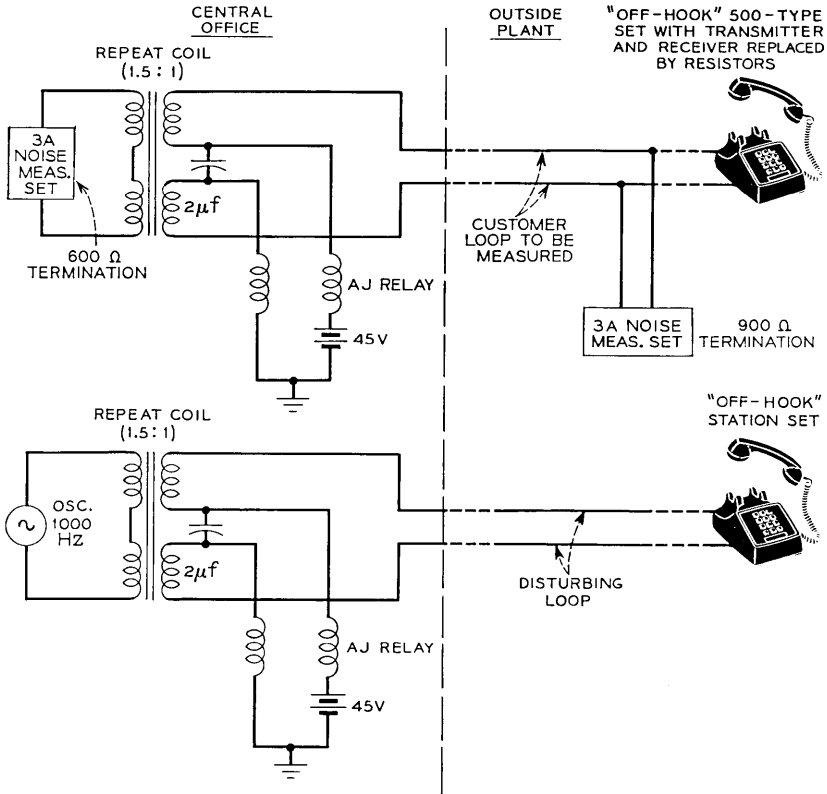 CENTRAL
OFFICE
OUTSIDE
PLANT
"OFF-HOOK" 500-TYPE
SET WITH TRANSMITTER
AND RECEIVER REPLACED
BY RESISTORS
REPEAT COIL
(1.5 : 1)
3A
NOISE
MEAS.
SET
2μf
600 Ω
TERMINATION
AJ RELAY
45V
CUSTOMER
LOOP TO BE
MEASURED
3A NOISE
MEAS. SET
900 Ω
TERMINATION
REPEAT COIL
(1.5 : 1)
"OFF-HOOK"
STATION SET
OSC.
1000
HZ
2μf
DISTURBING
LOOP
AJ RELAY
45V